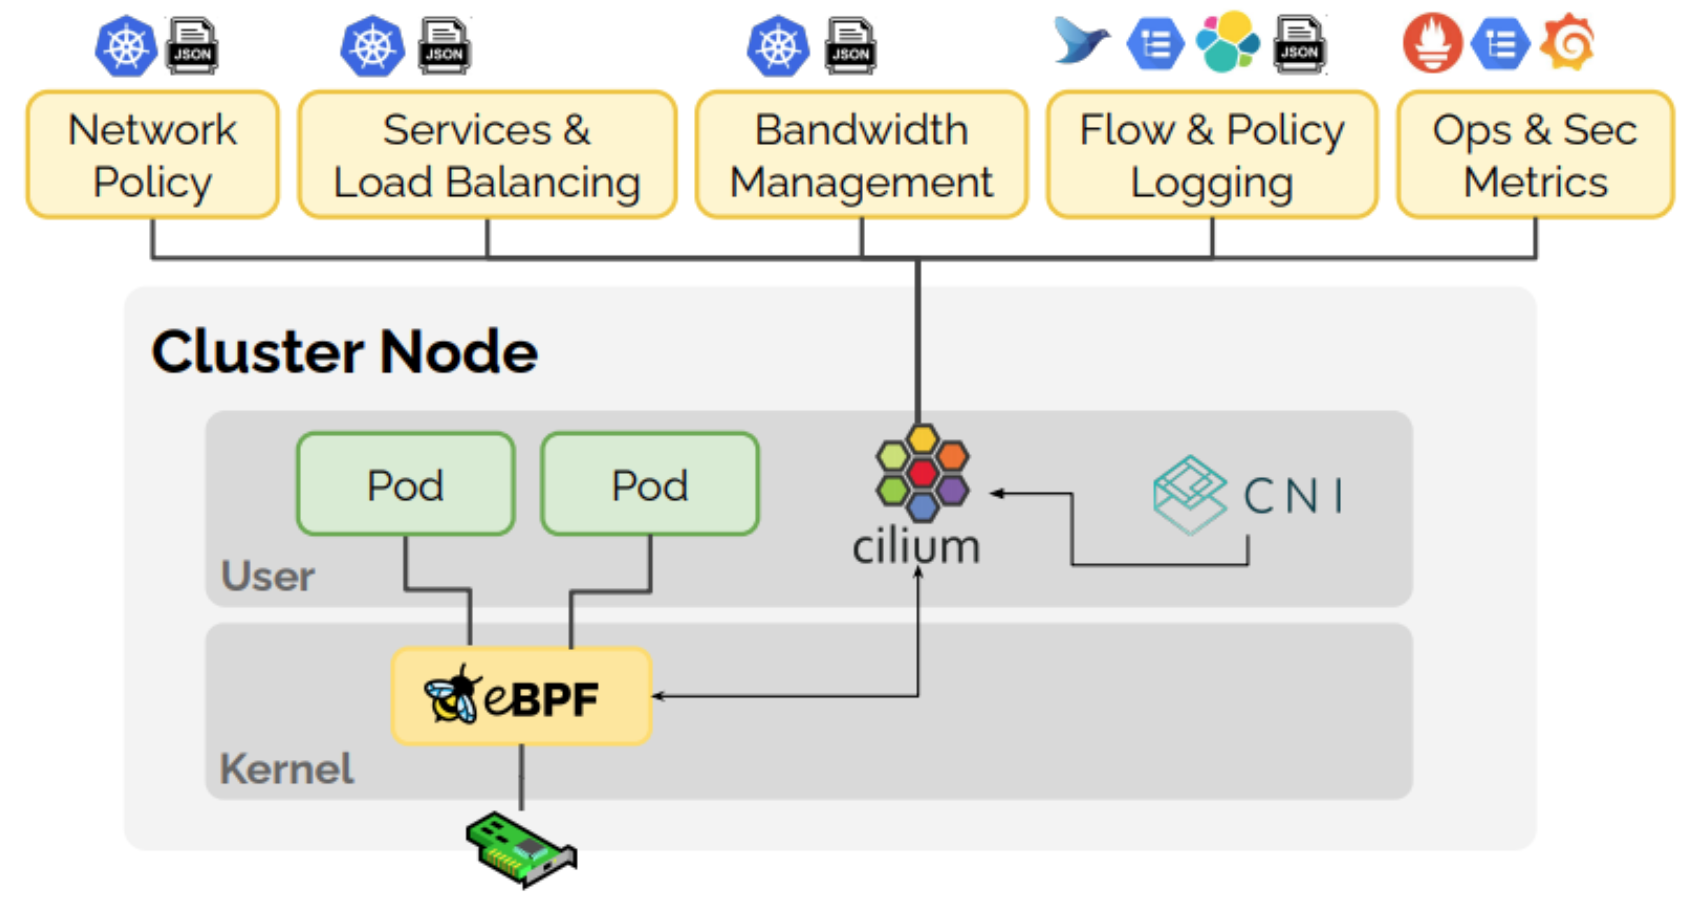 JSON
JSON
JSON
JSON
Network
Policy
Services &
Load Balancing
Bandwidth
Management
Flow & Policy
Logging
Ops & Sec
Metrics
Cluster Node
Pod
Pod
cilium
CNI
User
eBPF
Kernel